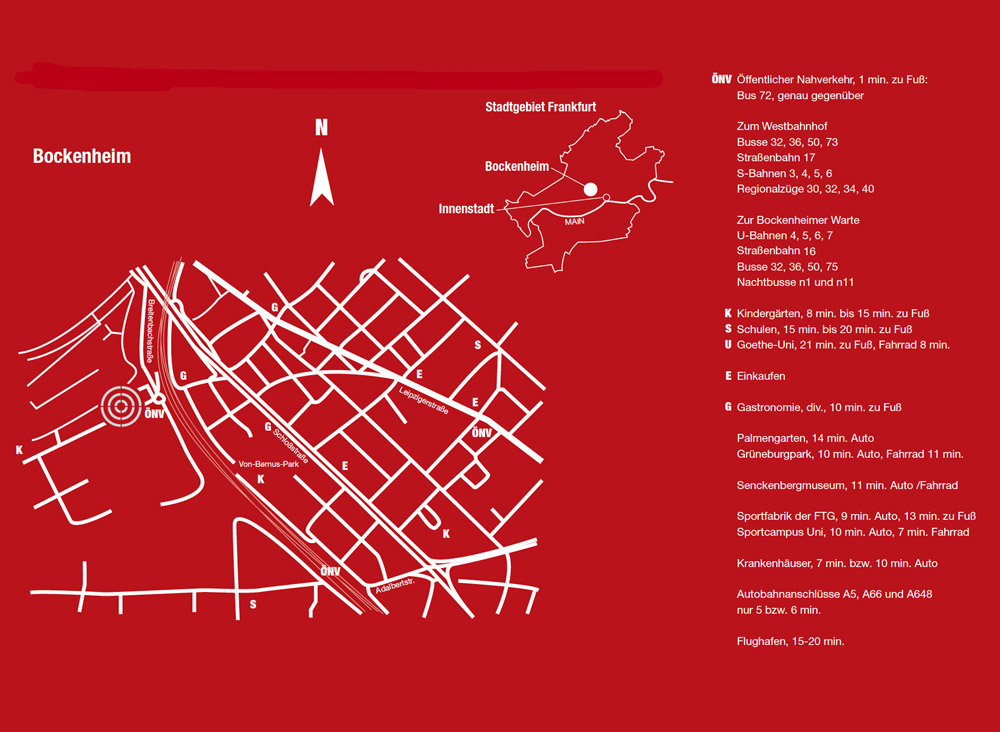 Bockenheim
N
Stadtgebiet Frankfurt
Bockenheim
Innenstadt
MAIN
Breitenbachstraße
G
S
G
E
Leipzigerstraße
E
ÖNV
ÖNV
G
Schloßstraße
K
Von-Bernus-Park
E
K
K
ÖNV
Adalbertstr.
S
ÖNV Öffentlicher Nahverkehr, 1 min. zu Fuß:
Bus 72, genau gegenüber
Zum Westbahnhof
Busse 32, 36, 50, 73
Straßenbahn 17
S-Bahnen 3, 4, 5, 6
Regionalzüge 30, 32, 34, 40
Zur Bockenheimer Warte
U-Bahnen 4, 5, 6, 7
Straßenbahn 16
Busse 32, 36, 50, 75
Nachtbusse n1 und n11
K Kindergärten, 8 min. bis 15 min. zu Fuß
S Schulen, 15 min. bis 20 min. zu Fuß
U Goethe-Uni, 21 min. zu Fuß, Fahrrad 8 min.
E Einkaufen
G Gastronomie, div., 10 min. zu Fuß
Palmengarten, 14 min. Auto
Grüneburgpark, 10 min. Auto, Fahrrad 11 min.
Senckenbergmuseum, 11 min. Auto /Fahrrad
Sportfabrik der FTG, 9 min. Auto, 13 min. zu Fuß
Sportcampus Uni, 10 min. Auto, 7 min. Fahrrad
Krankenhäuser, 7 min. bzw. 10 min. Auto
Autobahnanschlüsse A5, A66 und A648
nur 5 bzw. 6 min.
Flughafen, 15-20 min.